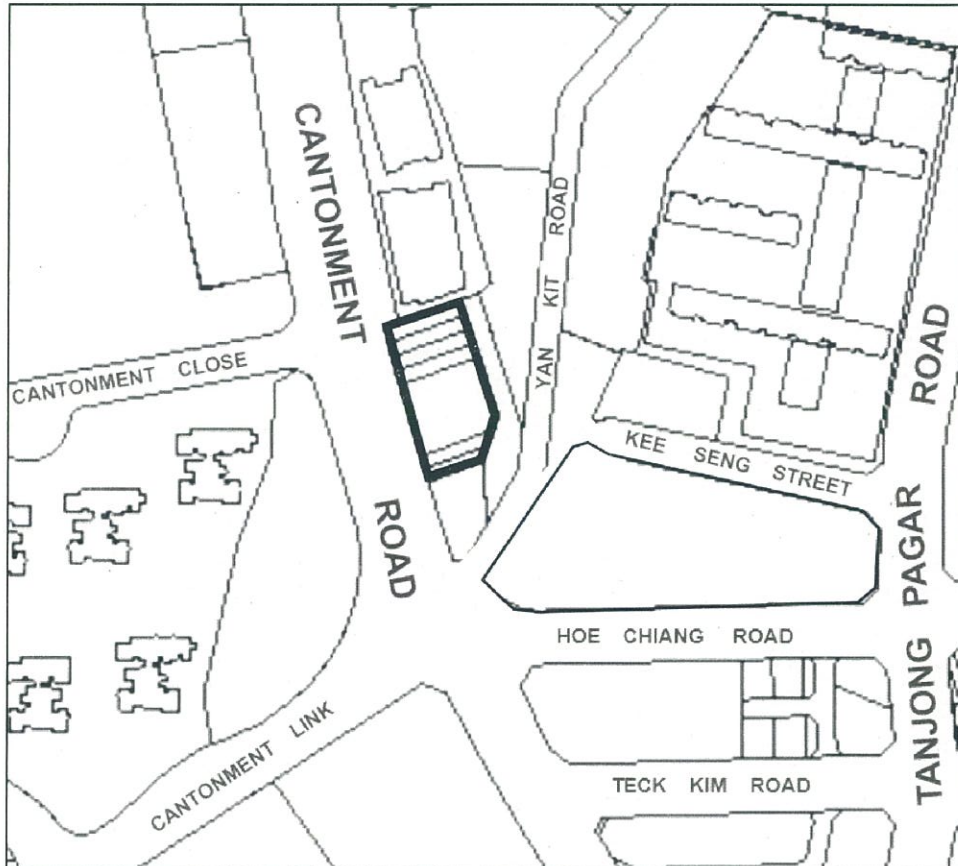 CANTONMENT
ROAD
YAN KIT ROAD
ROAD
CANTONMENT CLOSE
KEE SENG STREET
TANJONG PAGAR
HOE CHIANG ROAD
CANTONMENT LINK
TECK KIM ROAD